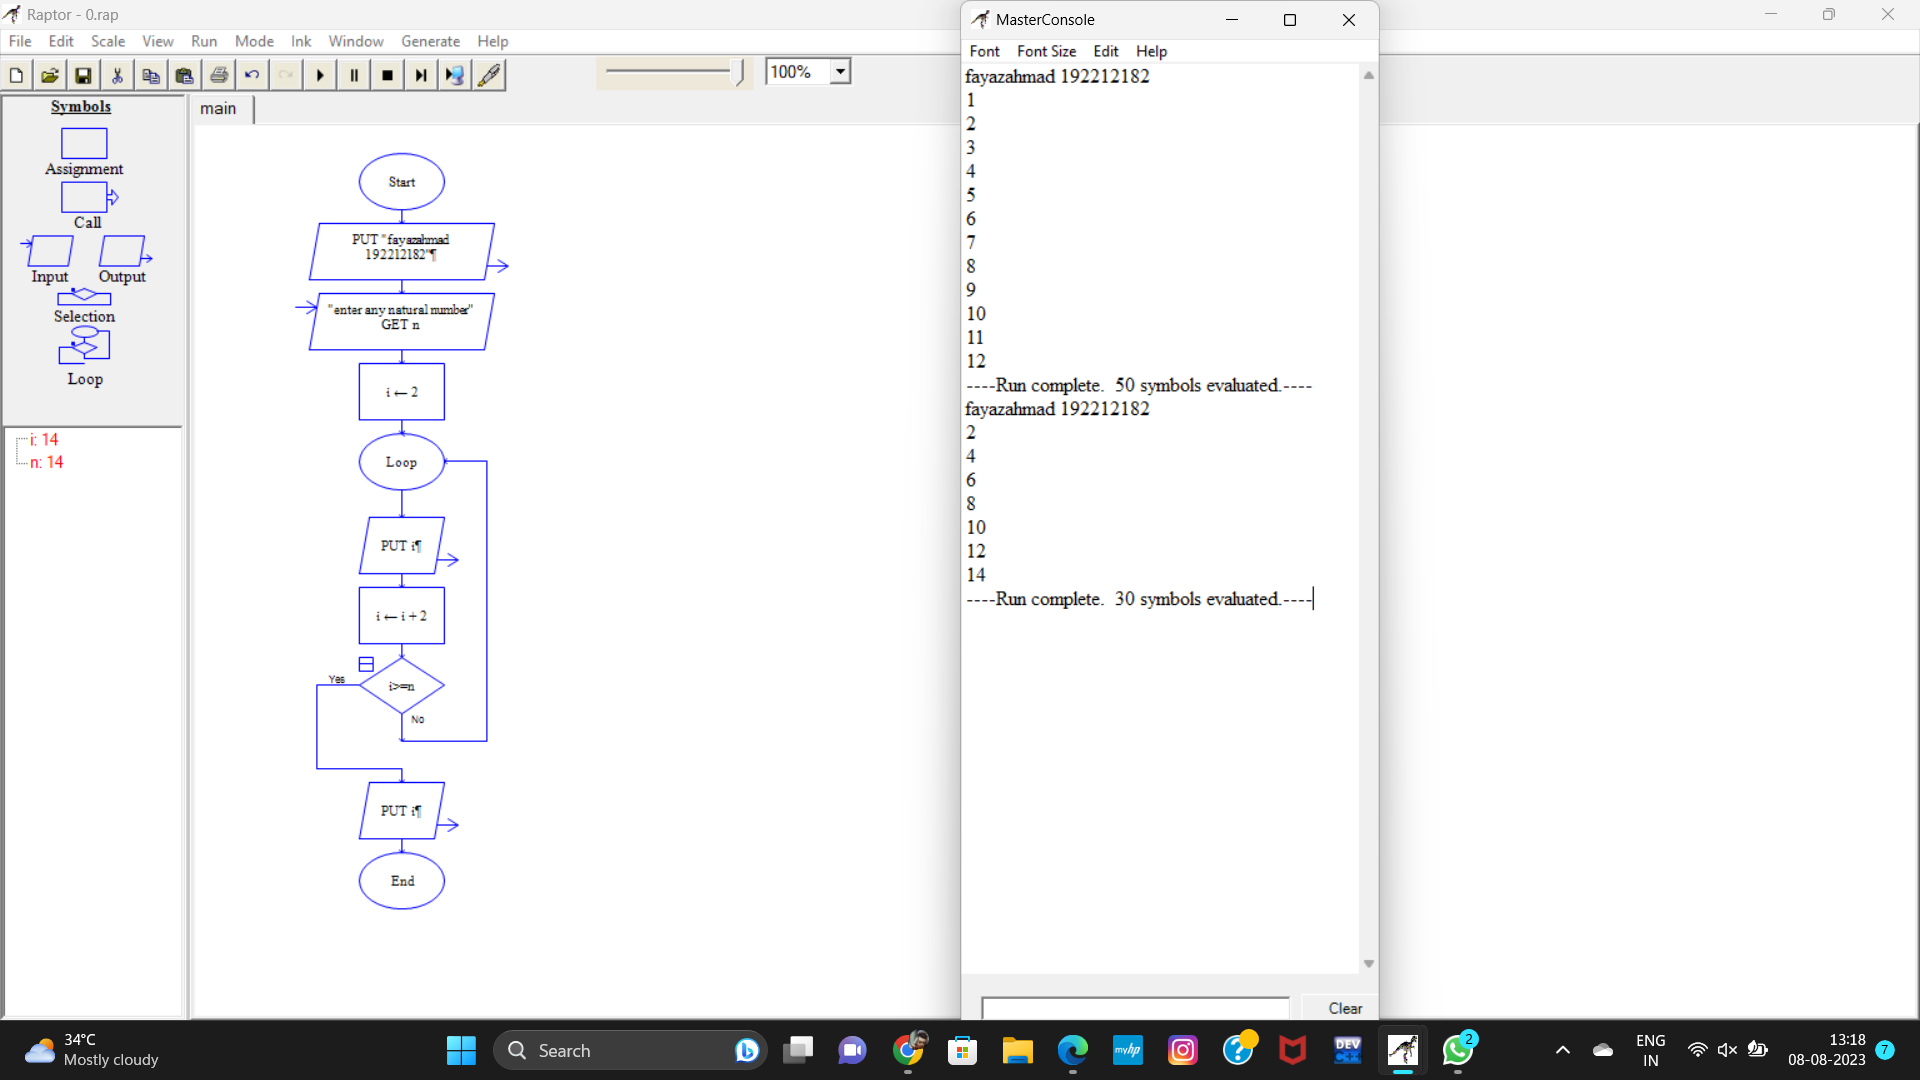 Raptor - 0.rap
File Edit Scale View Run Mode Ink Window Generate Help
100%
Symbols
Assignment
Call
Input Output
Selection
Loop
i: 14
n: 14
main
Start
PUT "fayazahmad
192212182"¶
"enter any natural number"
GET n
i ← 2
Loop
PUT i¶
i ← i + 2
Yes
i>=n
No
PUT i¶
End
MasterConsole
Font Font Size Edit Help
fayazahmad 192212182
1
2
3
4
5
6
7
8
9
10
11
12
----Run complete.  50 symbols evaluated.----
fayazahmad 192212182
2
4
6
8
10
12
14
----Run complete.  30 symbols evaluated.----
Clear
34°C
Mostly cloudy
Search
myhp
DEV
C++
2
ENG
IN
13:18
08-08-2023
7